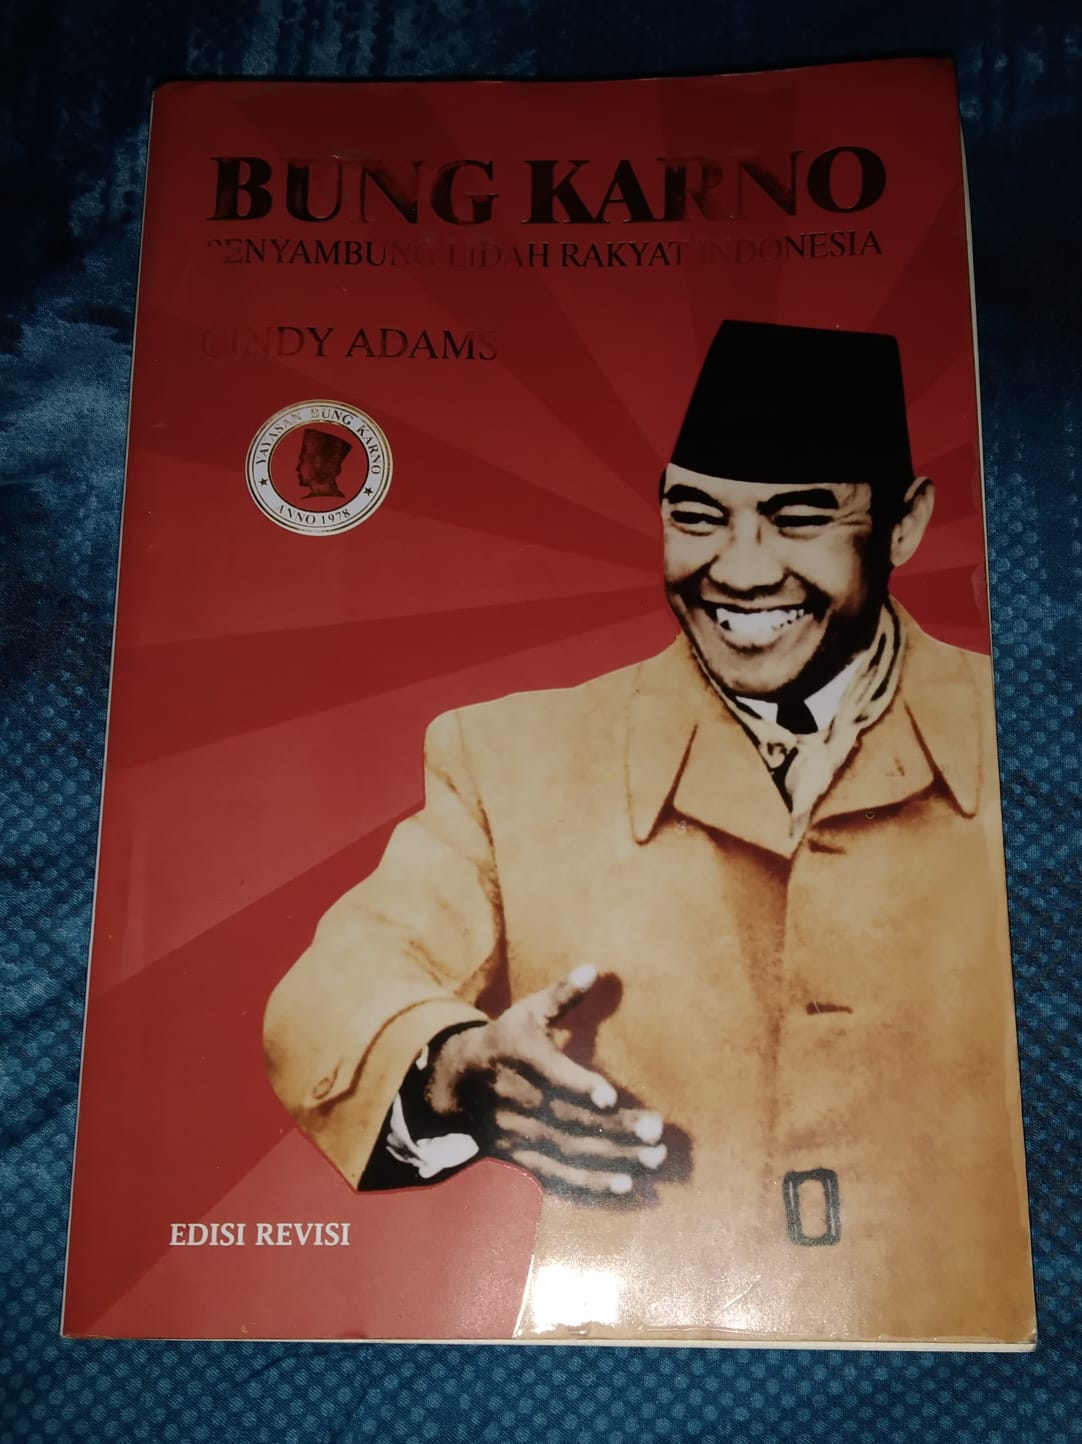 BUNG KARNO
PENYAMBUNG LIDAH RAKYAT INDONESIA
CINDY ADAMS
YAYASAN BUNG KARNO
ANNO 1978
EDISI REVISI